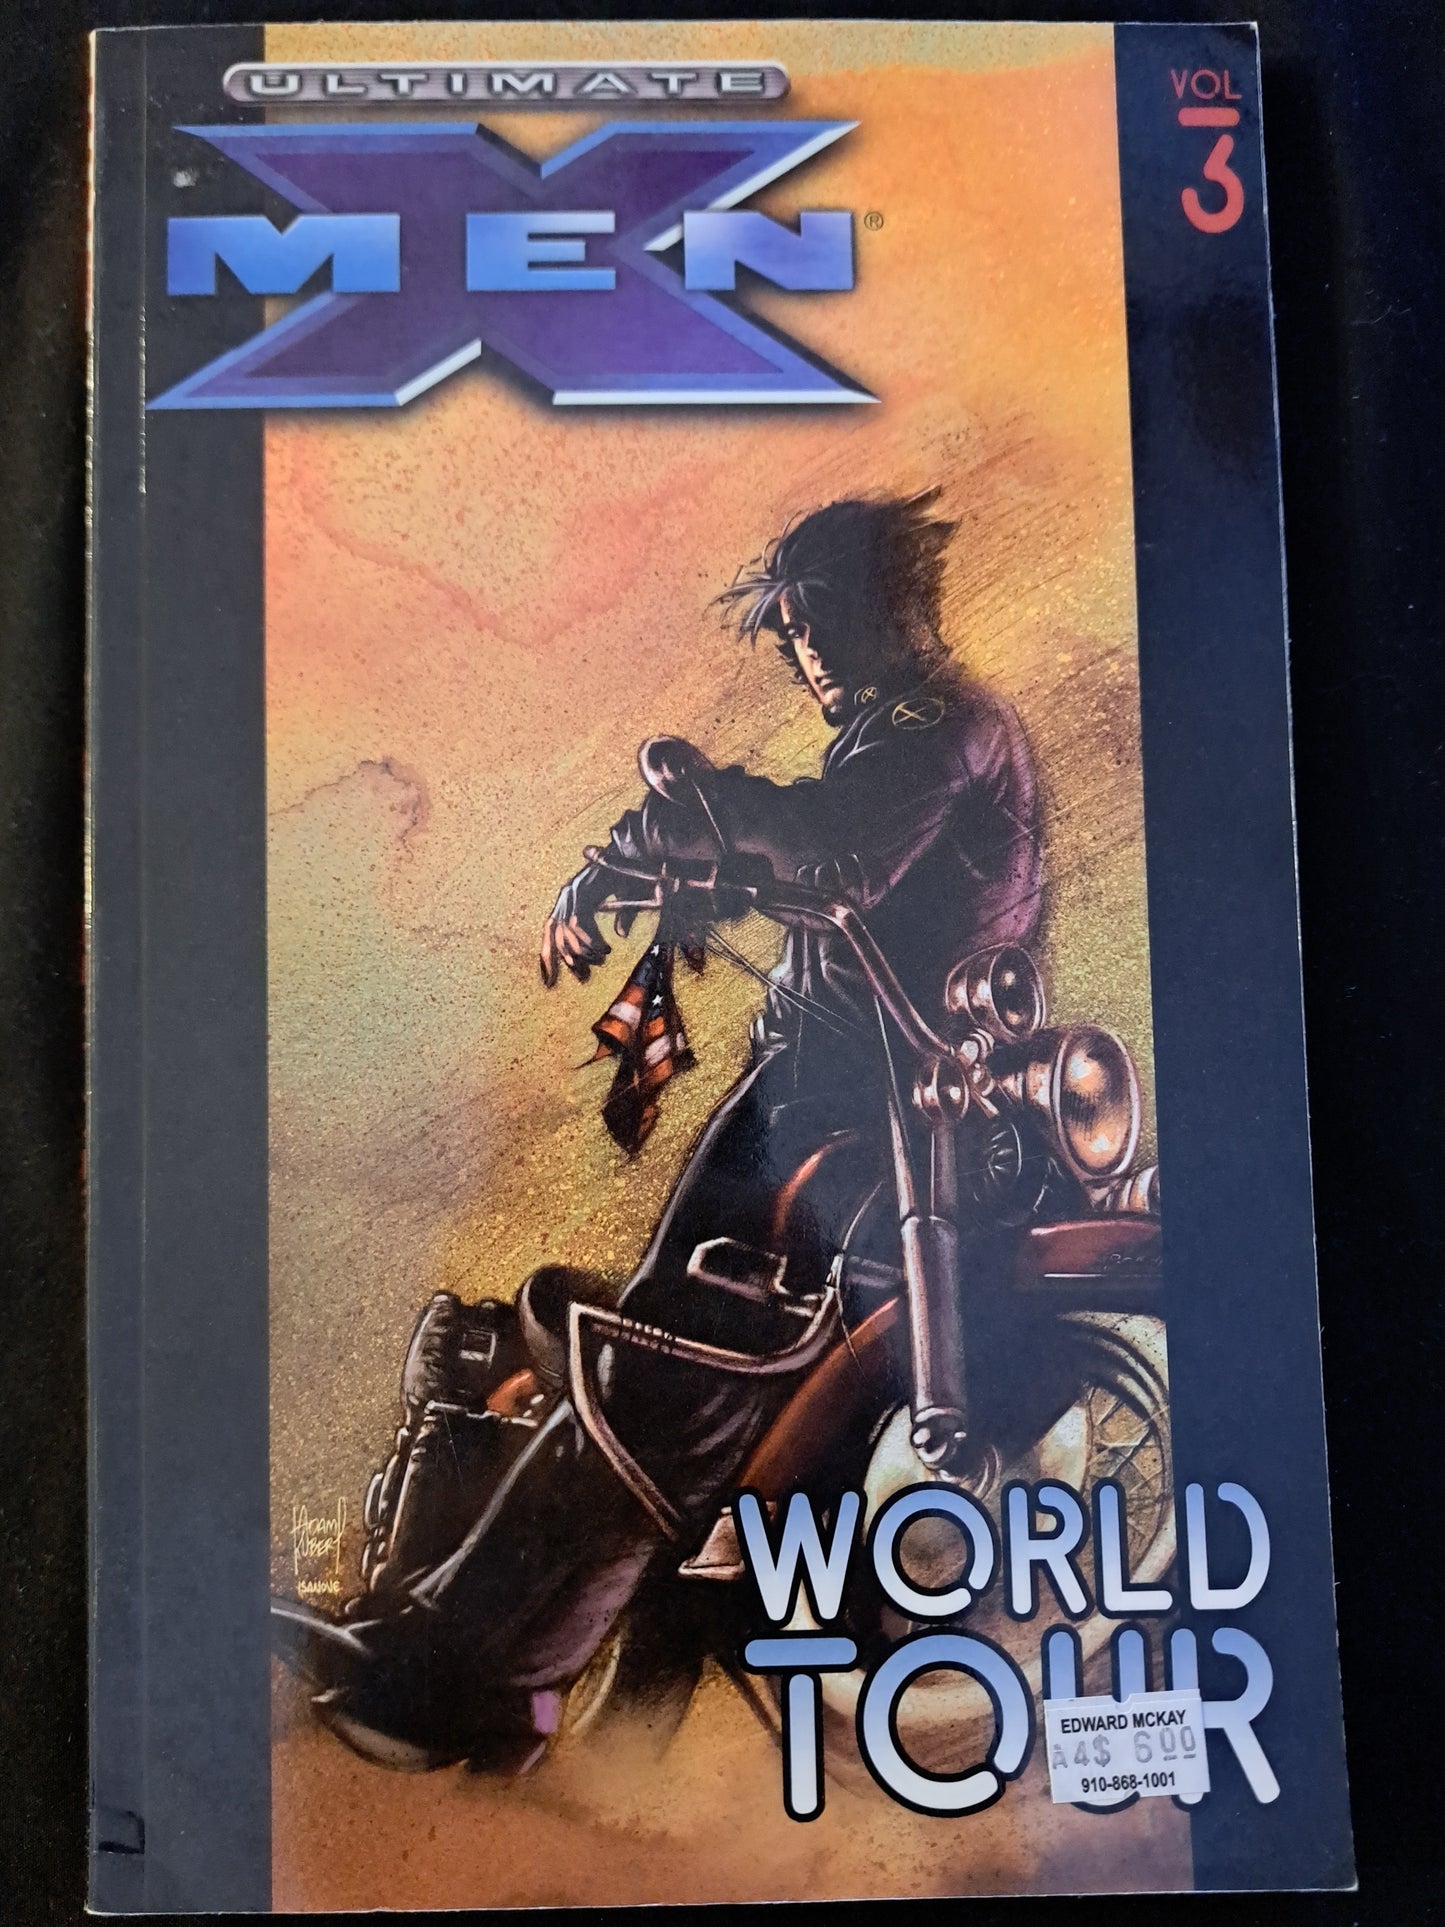 ULTIMATE
X
MEN®
VOL
3
ADAM
KUBERT
ISANOVE
WORLD
TOUR
EDWARD MCKAY
A4$ 6.00
910-868-1001